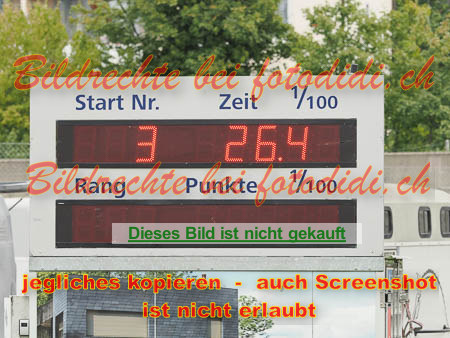 Bildrechte bei fotodidi.ch
Start Nr. Zeit 1/100
3 26.4
Bildrechte bei fotodidi.ch
Rang Punkte 1/100
Dieses Bild ist nicht gekauft
jegliches kopieren - auch Screenshot
ist nicht erlaubt